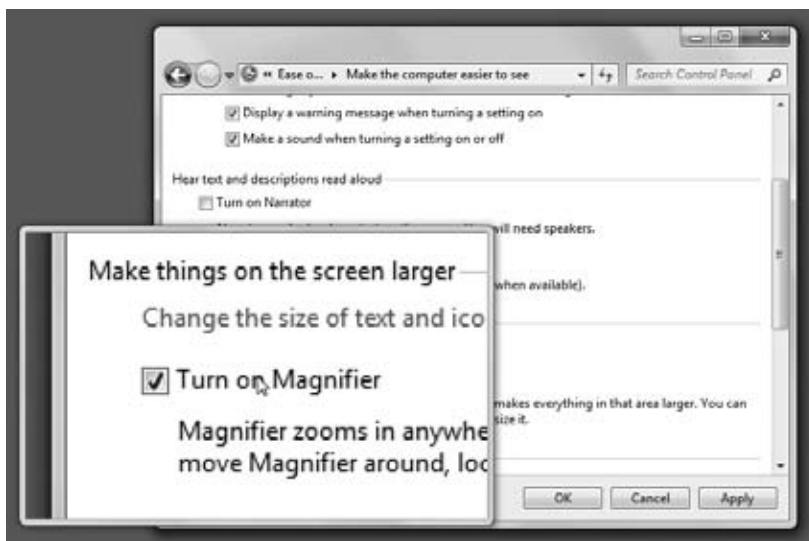 « Ease o... ▸ Make the computer easier to see
Search Control Panel
Display a warning message when turning a setting on
Make a sound when turning a setting on or off
Hear text and descriptions read aloud
Turn on Narrator
will need speakers.
when available).
Make things on the screen larger
Change the size of text and ico
Turn on Magnifier
Magnifier zooms in anywhe
move Magnifier around, loc
makes everything in that area larger. You can
size it.
OK Cancel Apply